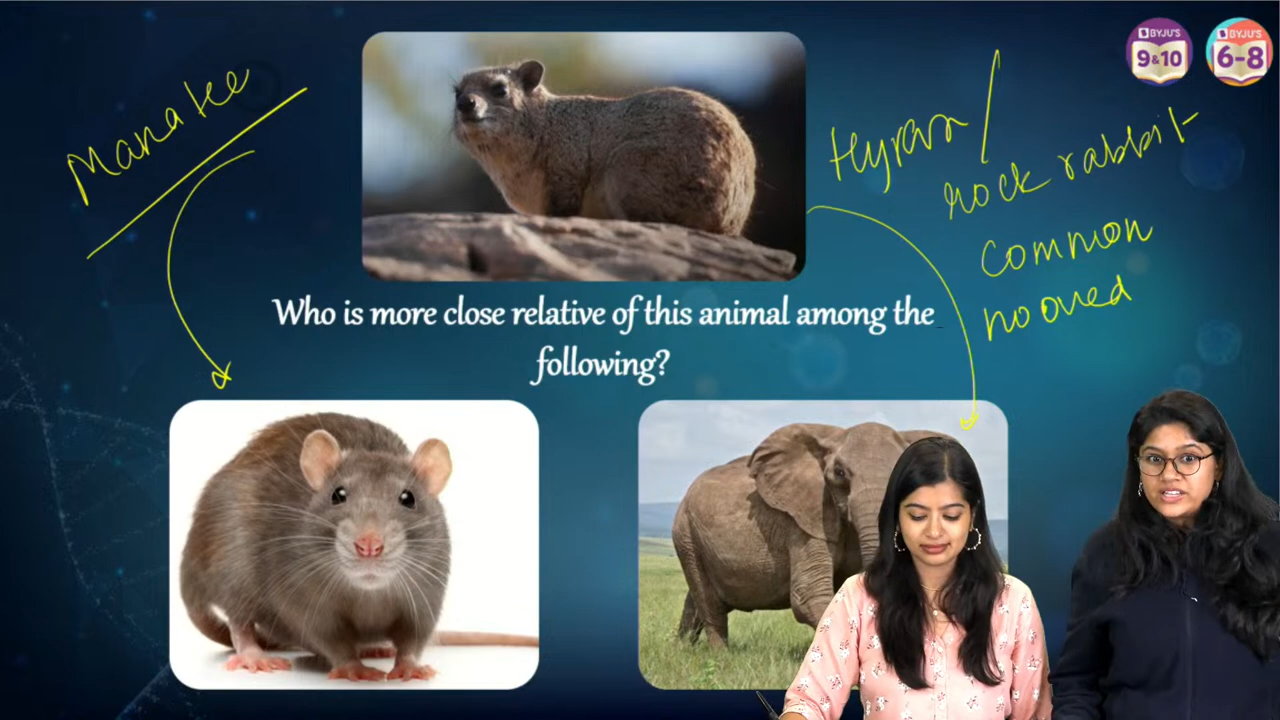 BYJU'S
9&10
BYJU'S
6-8
Manatee
Hyrax/
rock rabbit
common
hooved
Who is more close relative of this animal among the
following?